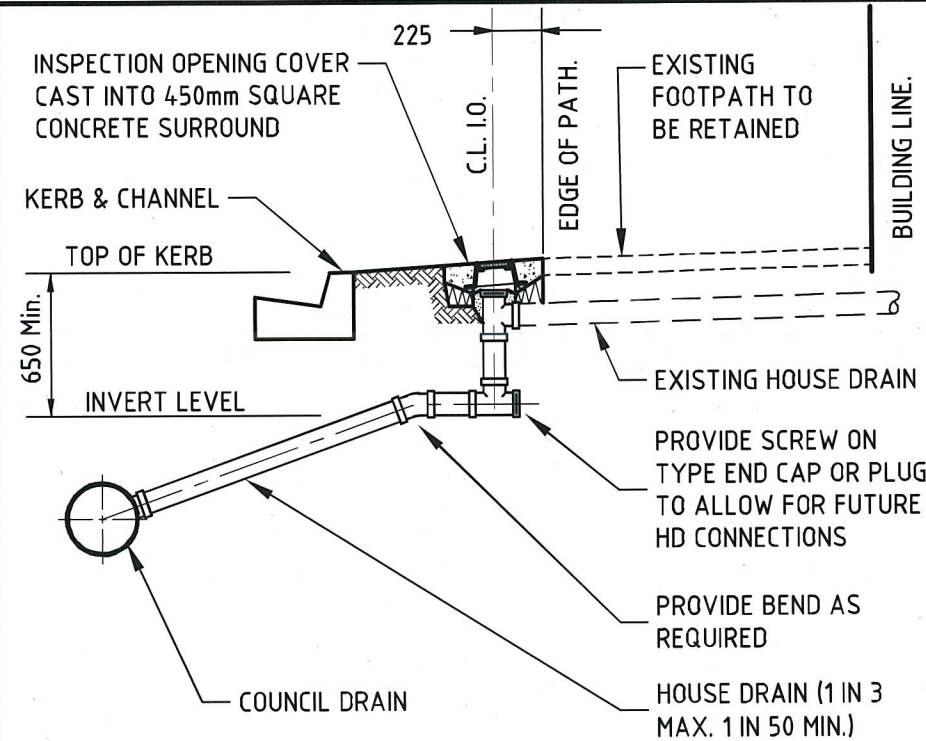 225
INSPECTION OPENING COVER
CAST INTO 450mm SQUARE
CONCRETE SURROUND
C.L. I.O.
EDGE OF PATH.
EXISTING
FOOTPATH TO
BE RETAINED
BUILDING LINE.
KERB & CHANNEL
TOP OF KERB
650 Min.
INVERT LEVEL
EXISTING HOUSE DRAIN
PROVIDE SCREW ON
TYPE END CAP OR PLUG
TO ALLOW FOR FUTURE
HD CONNECTIONS
PROVIDE BEND AS
REQUIRED
COUNCIL DRAIN
HOUSE DRAIN (1 IN 3
MAX. 1 IN 50 MIN.)